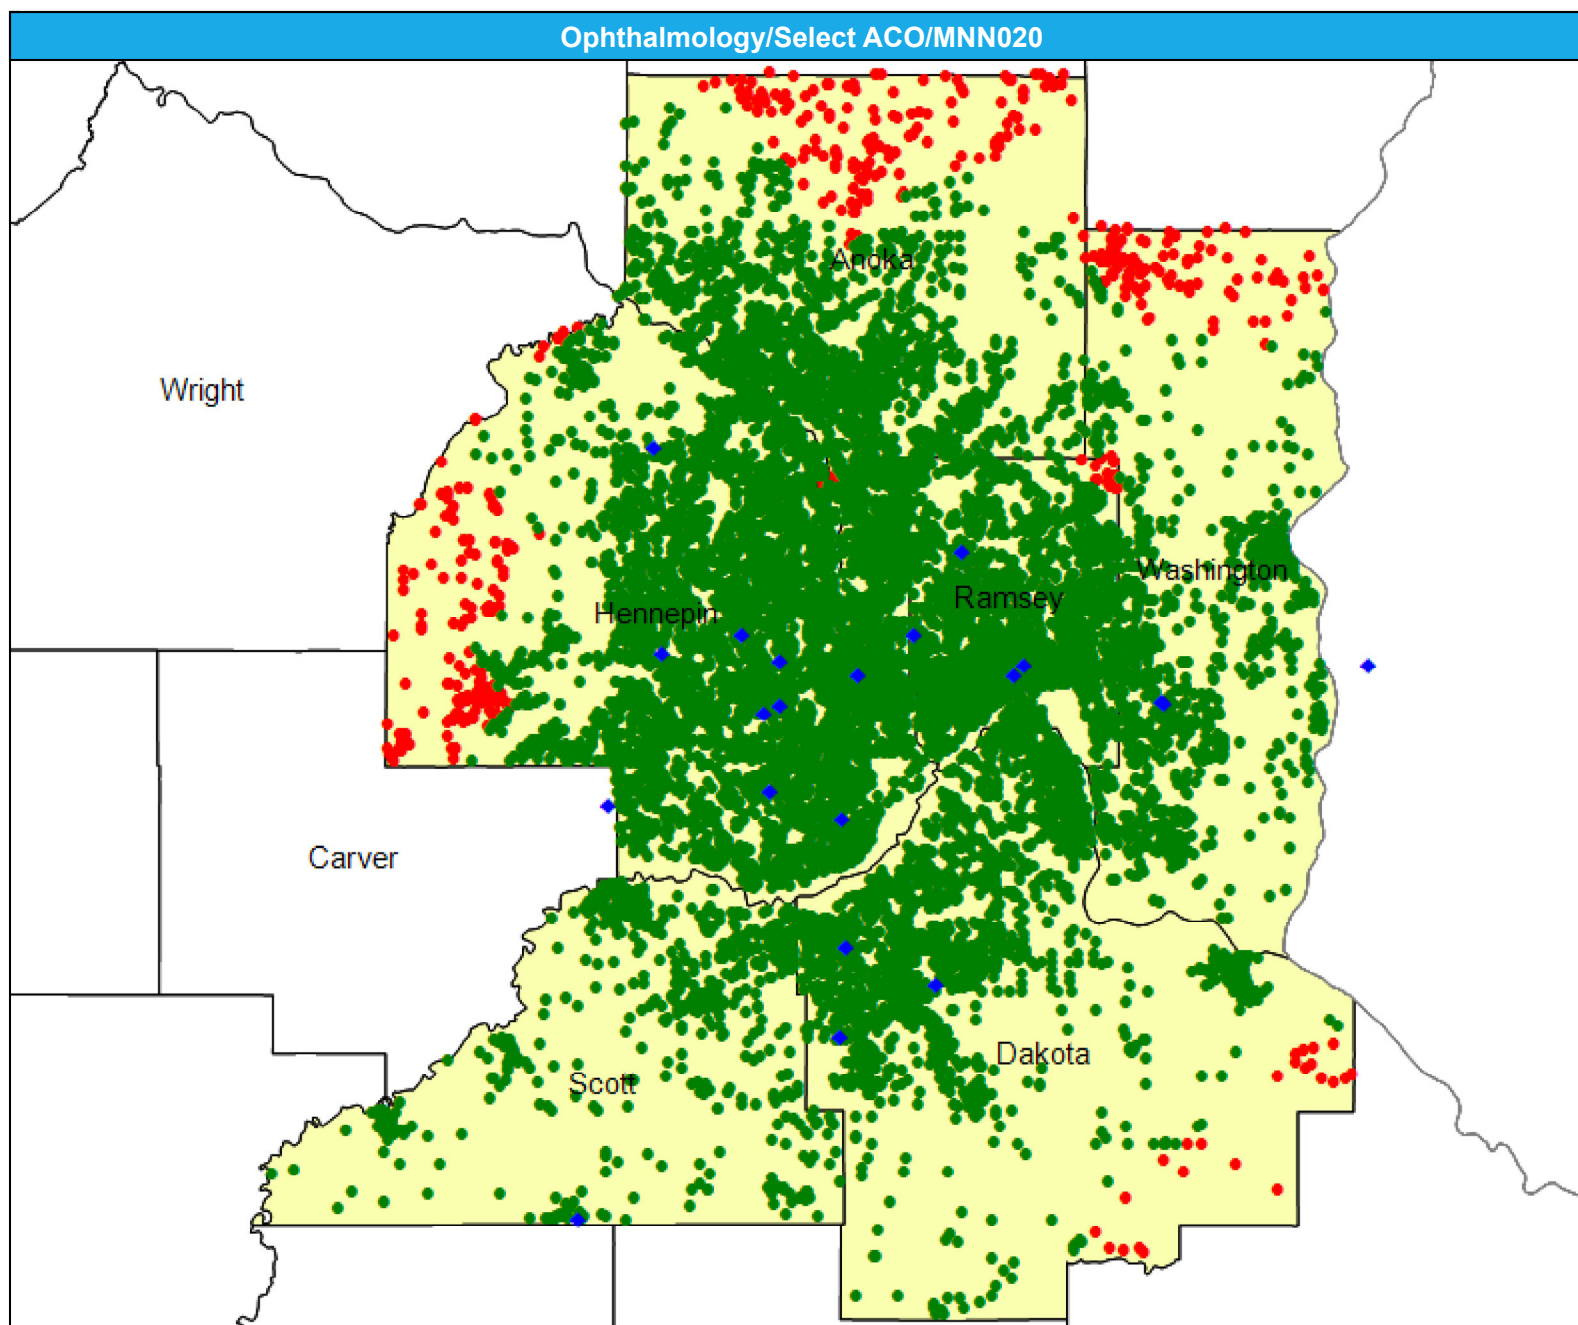 Ophthalmology/Select ACO/MNN020
Anoka
Wright
Washington
Ramsey
Hennepin
Carver
Dakota
Scott